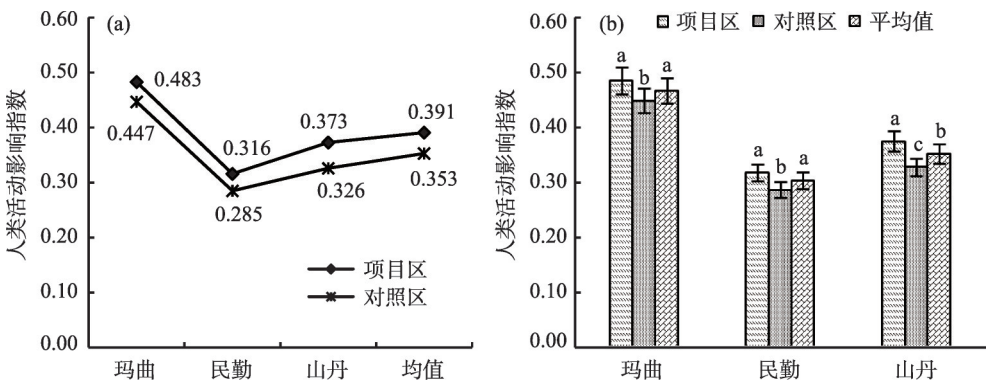 (a)
人类活动影响指数
0.60
0.50
0.40
0.30
0.20
0.10
0.00
0.483
0.447
0.316
0.285
0.373
0.326
0.391
0.353
项目区
对照区
玛曲 民勤 山丹 均值
(b) 项目区 对照区 平均值
人类活动影响指数
0.60
0.50
0.40
0.30
0.20
0.10
0.00
a b a
a b a
a c b
玛曲 民勤 山丹